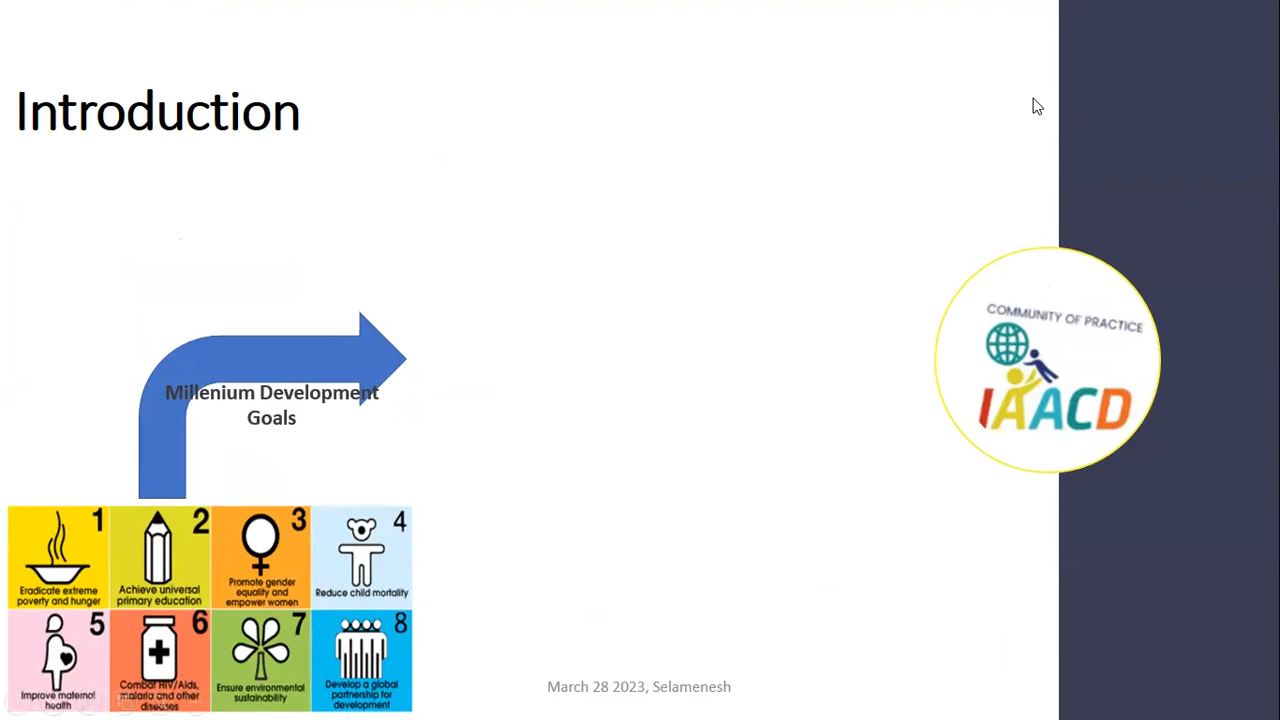 Introduction
COMMUNITY OF PRACTICE
IAACD
Millenium Development
Goals
1
Eradicate extreme
poverty and hunger
2
Achieve universal
primary education
3
Promote gender
equality and
empower women
4
Reduce child mortality
5
Improve maternal
health
6
Combat HIV/Aids,
malaria and other
diseases
7
Ensure environmental
sustainability
8
Develop a global
partnership for
development
March 28 2023, Selamenesh